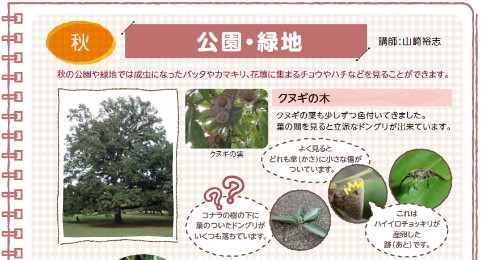 秋
公園・緑地
講師：山﨑裕志
秋の公園や緑地では成虫になったバッタやカマキリ、花壇に集まるチョウやハチなどを見ることができます。
クヌギの木
クヌギの葉も少しずつ色付いてきました。
葉の間を見ると立派なドングリが出来ています。
クヌギの実
よく見ると
どれも傘（かさ）に小さな傷が
ついています。
??
コナラの樹の下に
葉のついたドングリが
いくつも落ちています。
これは
ハイイロチョッキリが
産卵した
跡（あと）です。